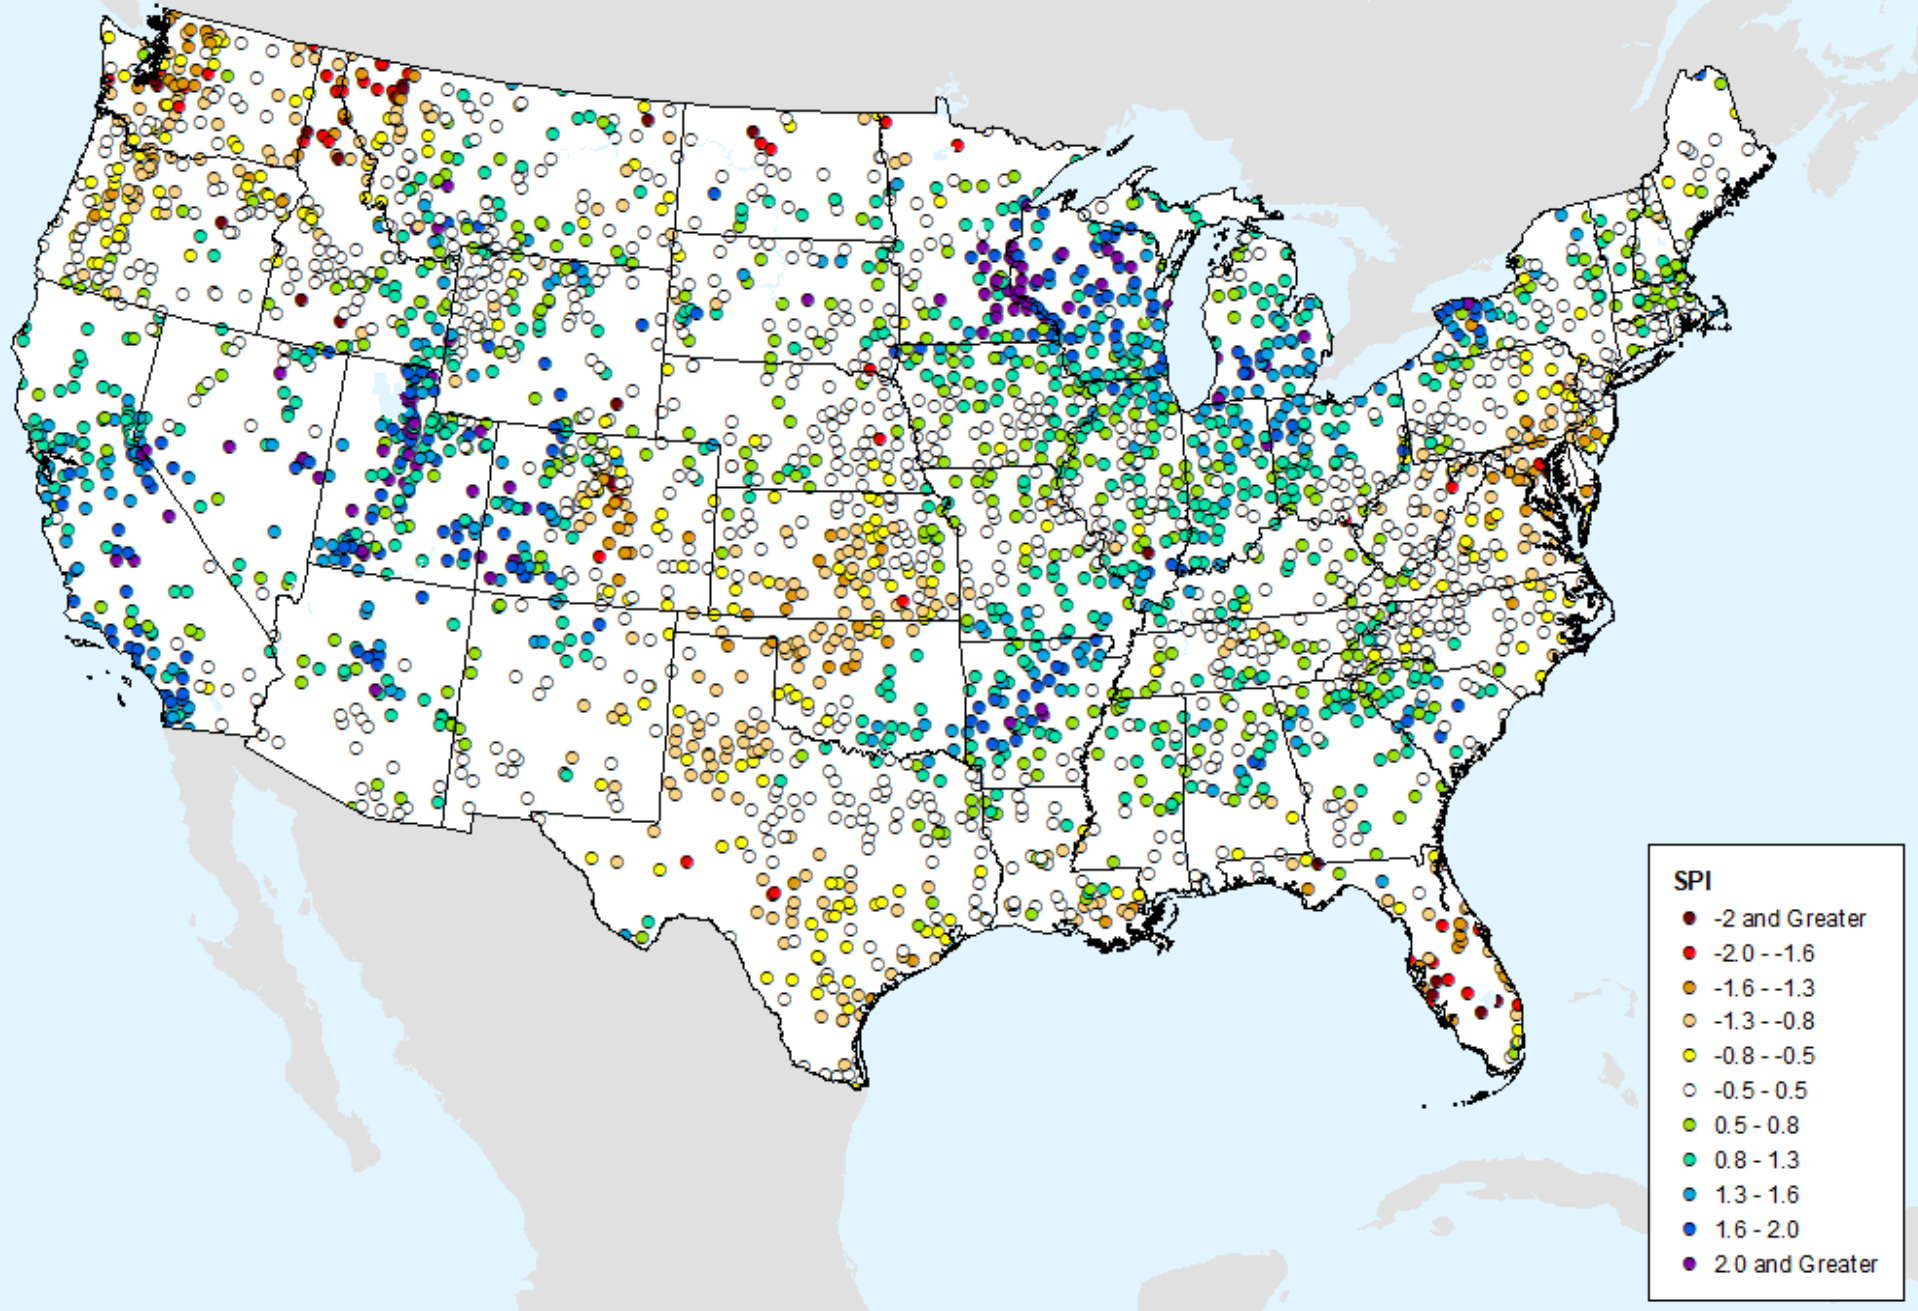 SPI
-2 and Greater
-2.0 - -1.6
-1.6 - -1.3
-1.3 - -0.8
-0.8 - -0.5
-0.5 - 0.5
0.5 - 0.8
0.8 - 1.3
1.3 - 1.6
1.6 - 2.0
2.0 and Greater